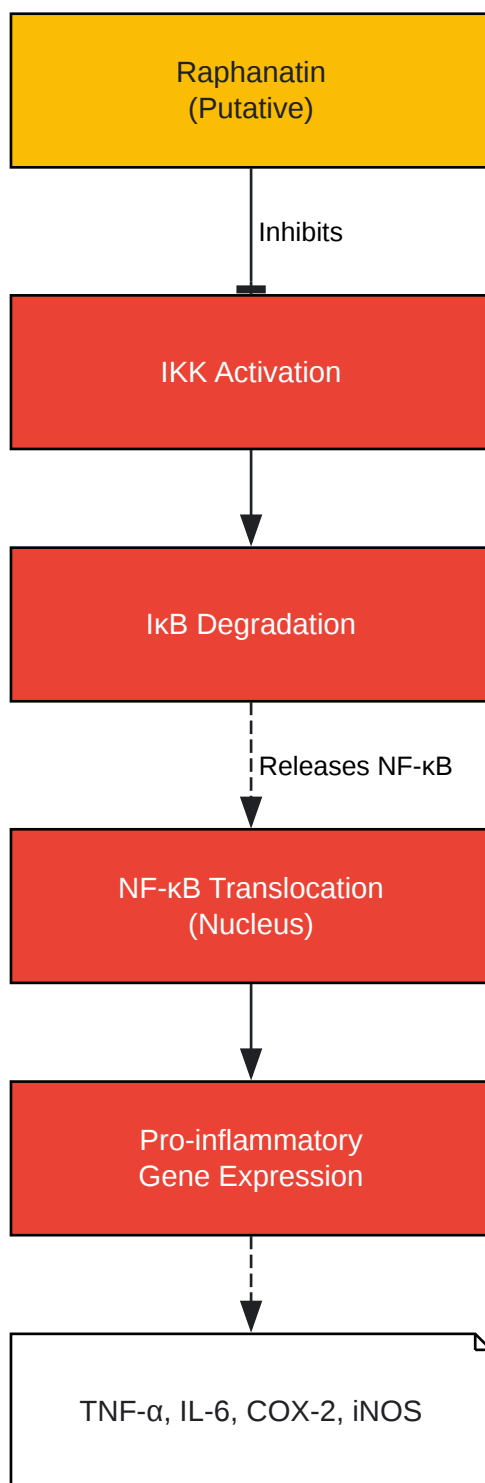 Raphanatin
(Putative)
Inhibits
IKK Activation
IκB Degradation
Releases NF-κB
NF-κB Translocation
(Nucleus)
Pro-inflammatory
Gene Expression
TNF-α, IL-6, COX-2, iNOS